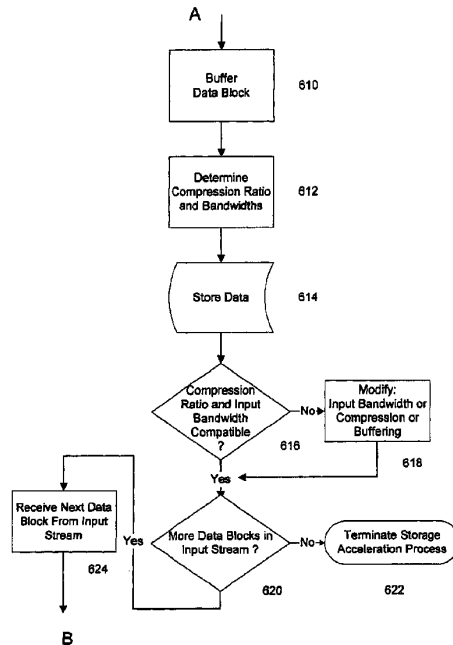 A
Buffer
Data Block
610
Determine
Compression Ratio
and Bandwidths
612
Store Data
614
Compression
Ratio and Input
Bandwidth
Compatible
?
616
No
Modify:
Input Bandwidth or
Compression or
Buffering
618
Yes
Receive Next Data
Block From Input
Stream
624
Yes
More Data Blocks in
Input Stream ?
620
No
Terminate Storage
Acceleration Process
622
B